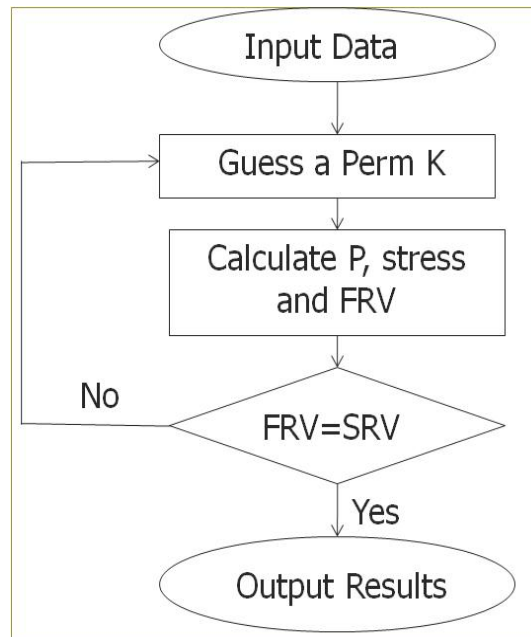 Input Data
Guess a Perm K
Calculate P, stress
and FRV
No
FRV=SRV
Yes
Output Results